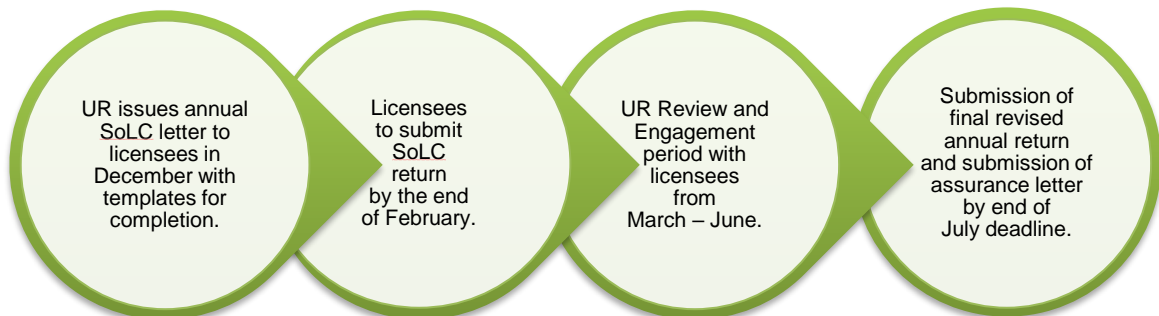 UR issues annual
SoLC letter to
licensees in
December with
templates for
completion.
Licensees
to submit
SoLC
return
by the end
of February.
UR Review and
Engagement
period with
licensees
from
March – June.
Submission of
final revised
annual return
and submission of
assurance letter
by end of
July deadline.